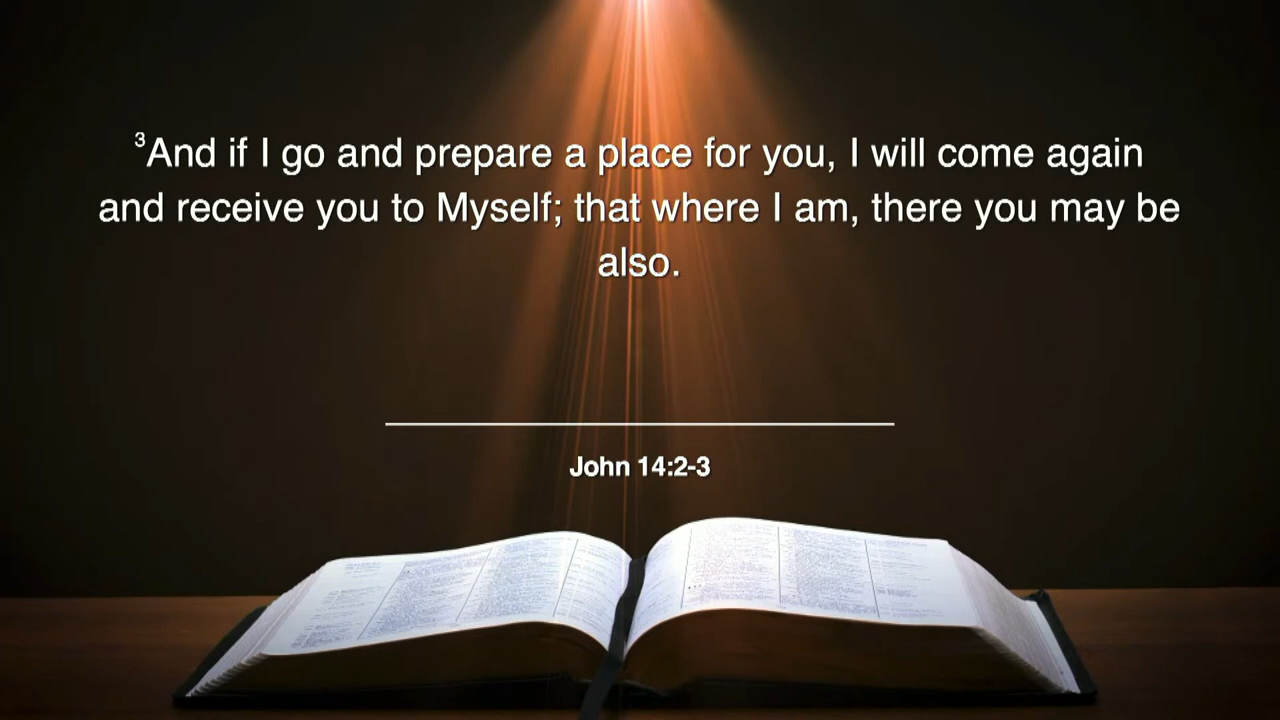 ³And if I go and prepare a place for you, I will come again
and receive you to Myself; that where I am, there you may be
also.
John 14:2-3